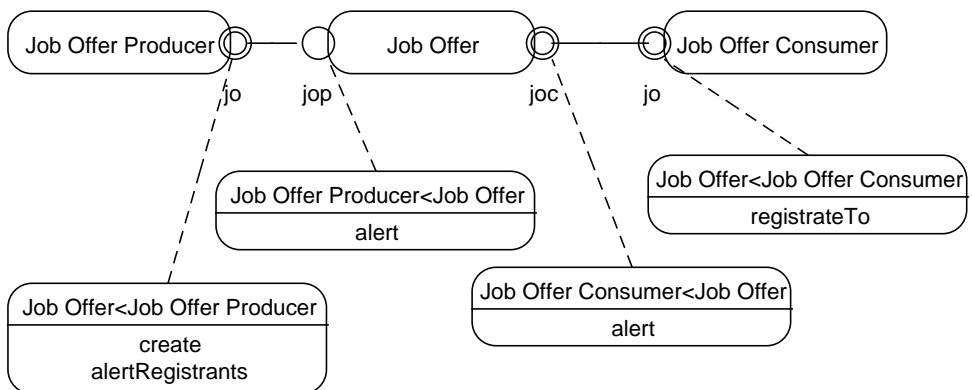 Job Offer Producer
Job Offer
Job Offer Consumer
jo
jop
joc
jo
Job Offer<Job Offer Consumer
registrateTo
Job Offer Producer<Job Offer
alert
Job Offer Consumer<Job Offer
alert
Job Offer<Job Offer Producer
create
alertRegistrants